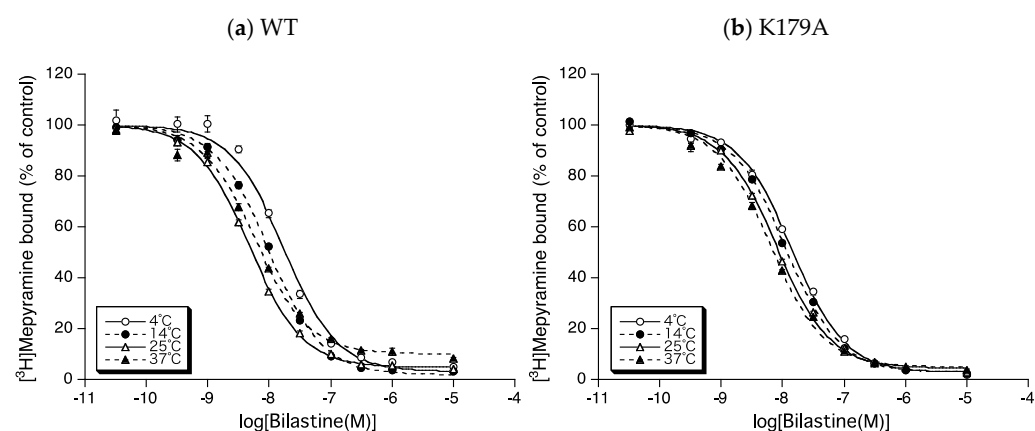 (a) WT
(b) K179A
[³H]Mepyramine bound (% of control)
120
100
80
60
40
20
0
4°C
14°C
25°C
37°C
-11 -10 -9 -8 -7 -6 -5 -4
log[Bilastine(M)]
[³H]Mepyramine bound (% of control)
120
100
80
60
40
20
0
4°C
14°C
25°C
37°C
-11 -10 -9 -8 -7 -6 -5 -4
log[Bilastine(M)]